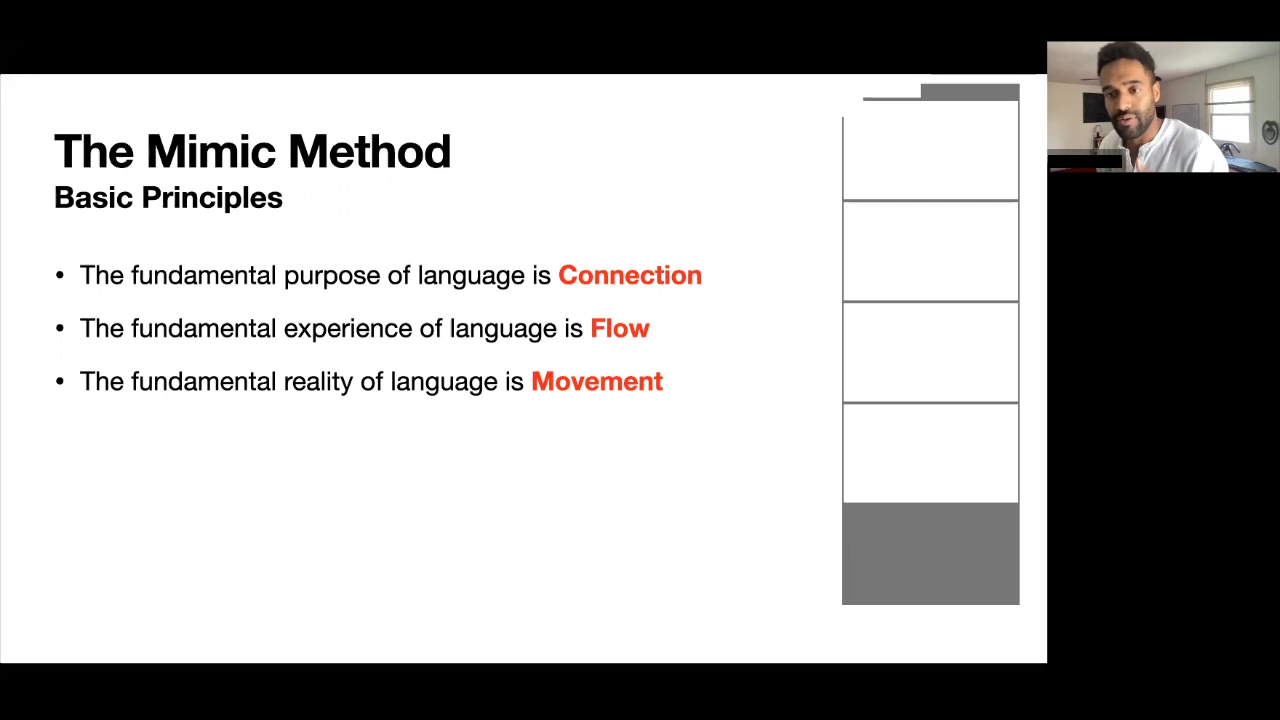 The Mimic Method
Basic Principles
• The fundamental purpose of language is Connection
• The fundamental experience of language is Flow
• The fundamental reality of language is Movement